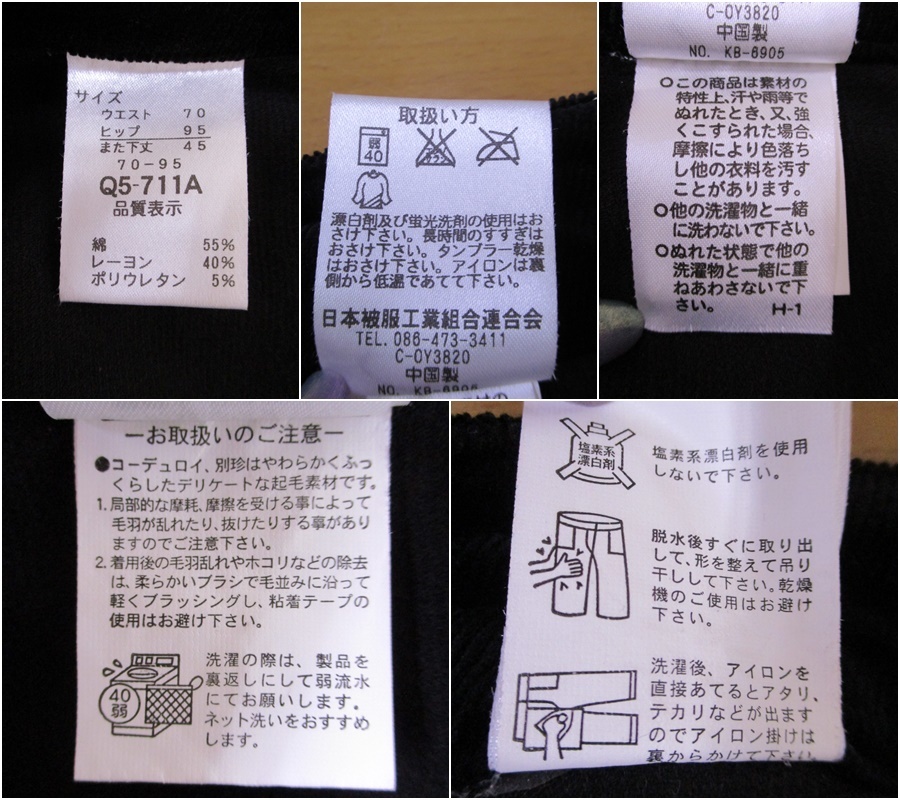 サイズ
ウエスト 70
ヒップ 95
また下丈 45
70-95
Q5-711A
品質表示
綿 55%
レーヨン 40%
ポリウレタン 5%
取扱い方
弱
40
漂白剤及び蛍光洗剤の使用はお
さけ下さい。長時間のすすぎは
おさけ下さい。タンブラー乾燥
はおさけ下さい。アイロンは裏
側から低温であてて下さい。
日本被服工業組合連合会
TEL. 086-473-3411
C-OY3820
中国製
NO. KB-6905
C-OY3820
中国製
NO. KB-6905
○この商品は素材の
特性上、汗や雨等で
ぬれたとき、又、強
くこすられた場合、
摩擦により色落ち
し他の衣料を汚す
ことがあります。
○他の洗濯物と一緒
に洗わないで下さい。
○ぬれた状態で他の
洗濯物と一緒に重
ねあわさないで下
さい。 H-1
ーお取扱いのご注意ー
●コーデュロイ、別珍はやわらかくふっ
くらしたデリケートな起毛素材です。
1.局部的な摩耗、摩擦を受ける事によって
毛羽が乱れたり、抜けたりする事があり
ますのでご注意下さい。
2.着用後の毛羽乱れやホコリなどの除去
は、柔らかいブラシで毛並みに沿って
軽くブラッシングし、粘着テープの
使用はお避け下さい。
40
弱
洗濯の際は、製品を
裏返しにして弱流水
にてお願いします。
ネット洗いをおすすめ
します。
塩素系
漂白剤
塩素系漂白剤を使用
しないで下さい。
脱水後すぐに取り出
して、形を整えて吊り
干しして下さい。乾燥
機のご使用はお避け
下さい。
洗濯後、アイロンを
直接あてるとアタリ、
テカリなどが出ます
のでアイロン掛けは
裏からかけて下さい